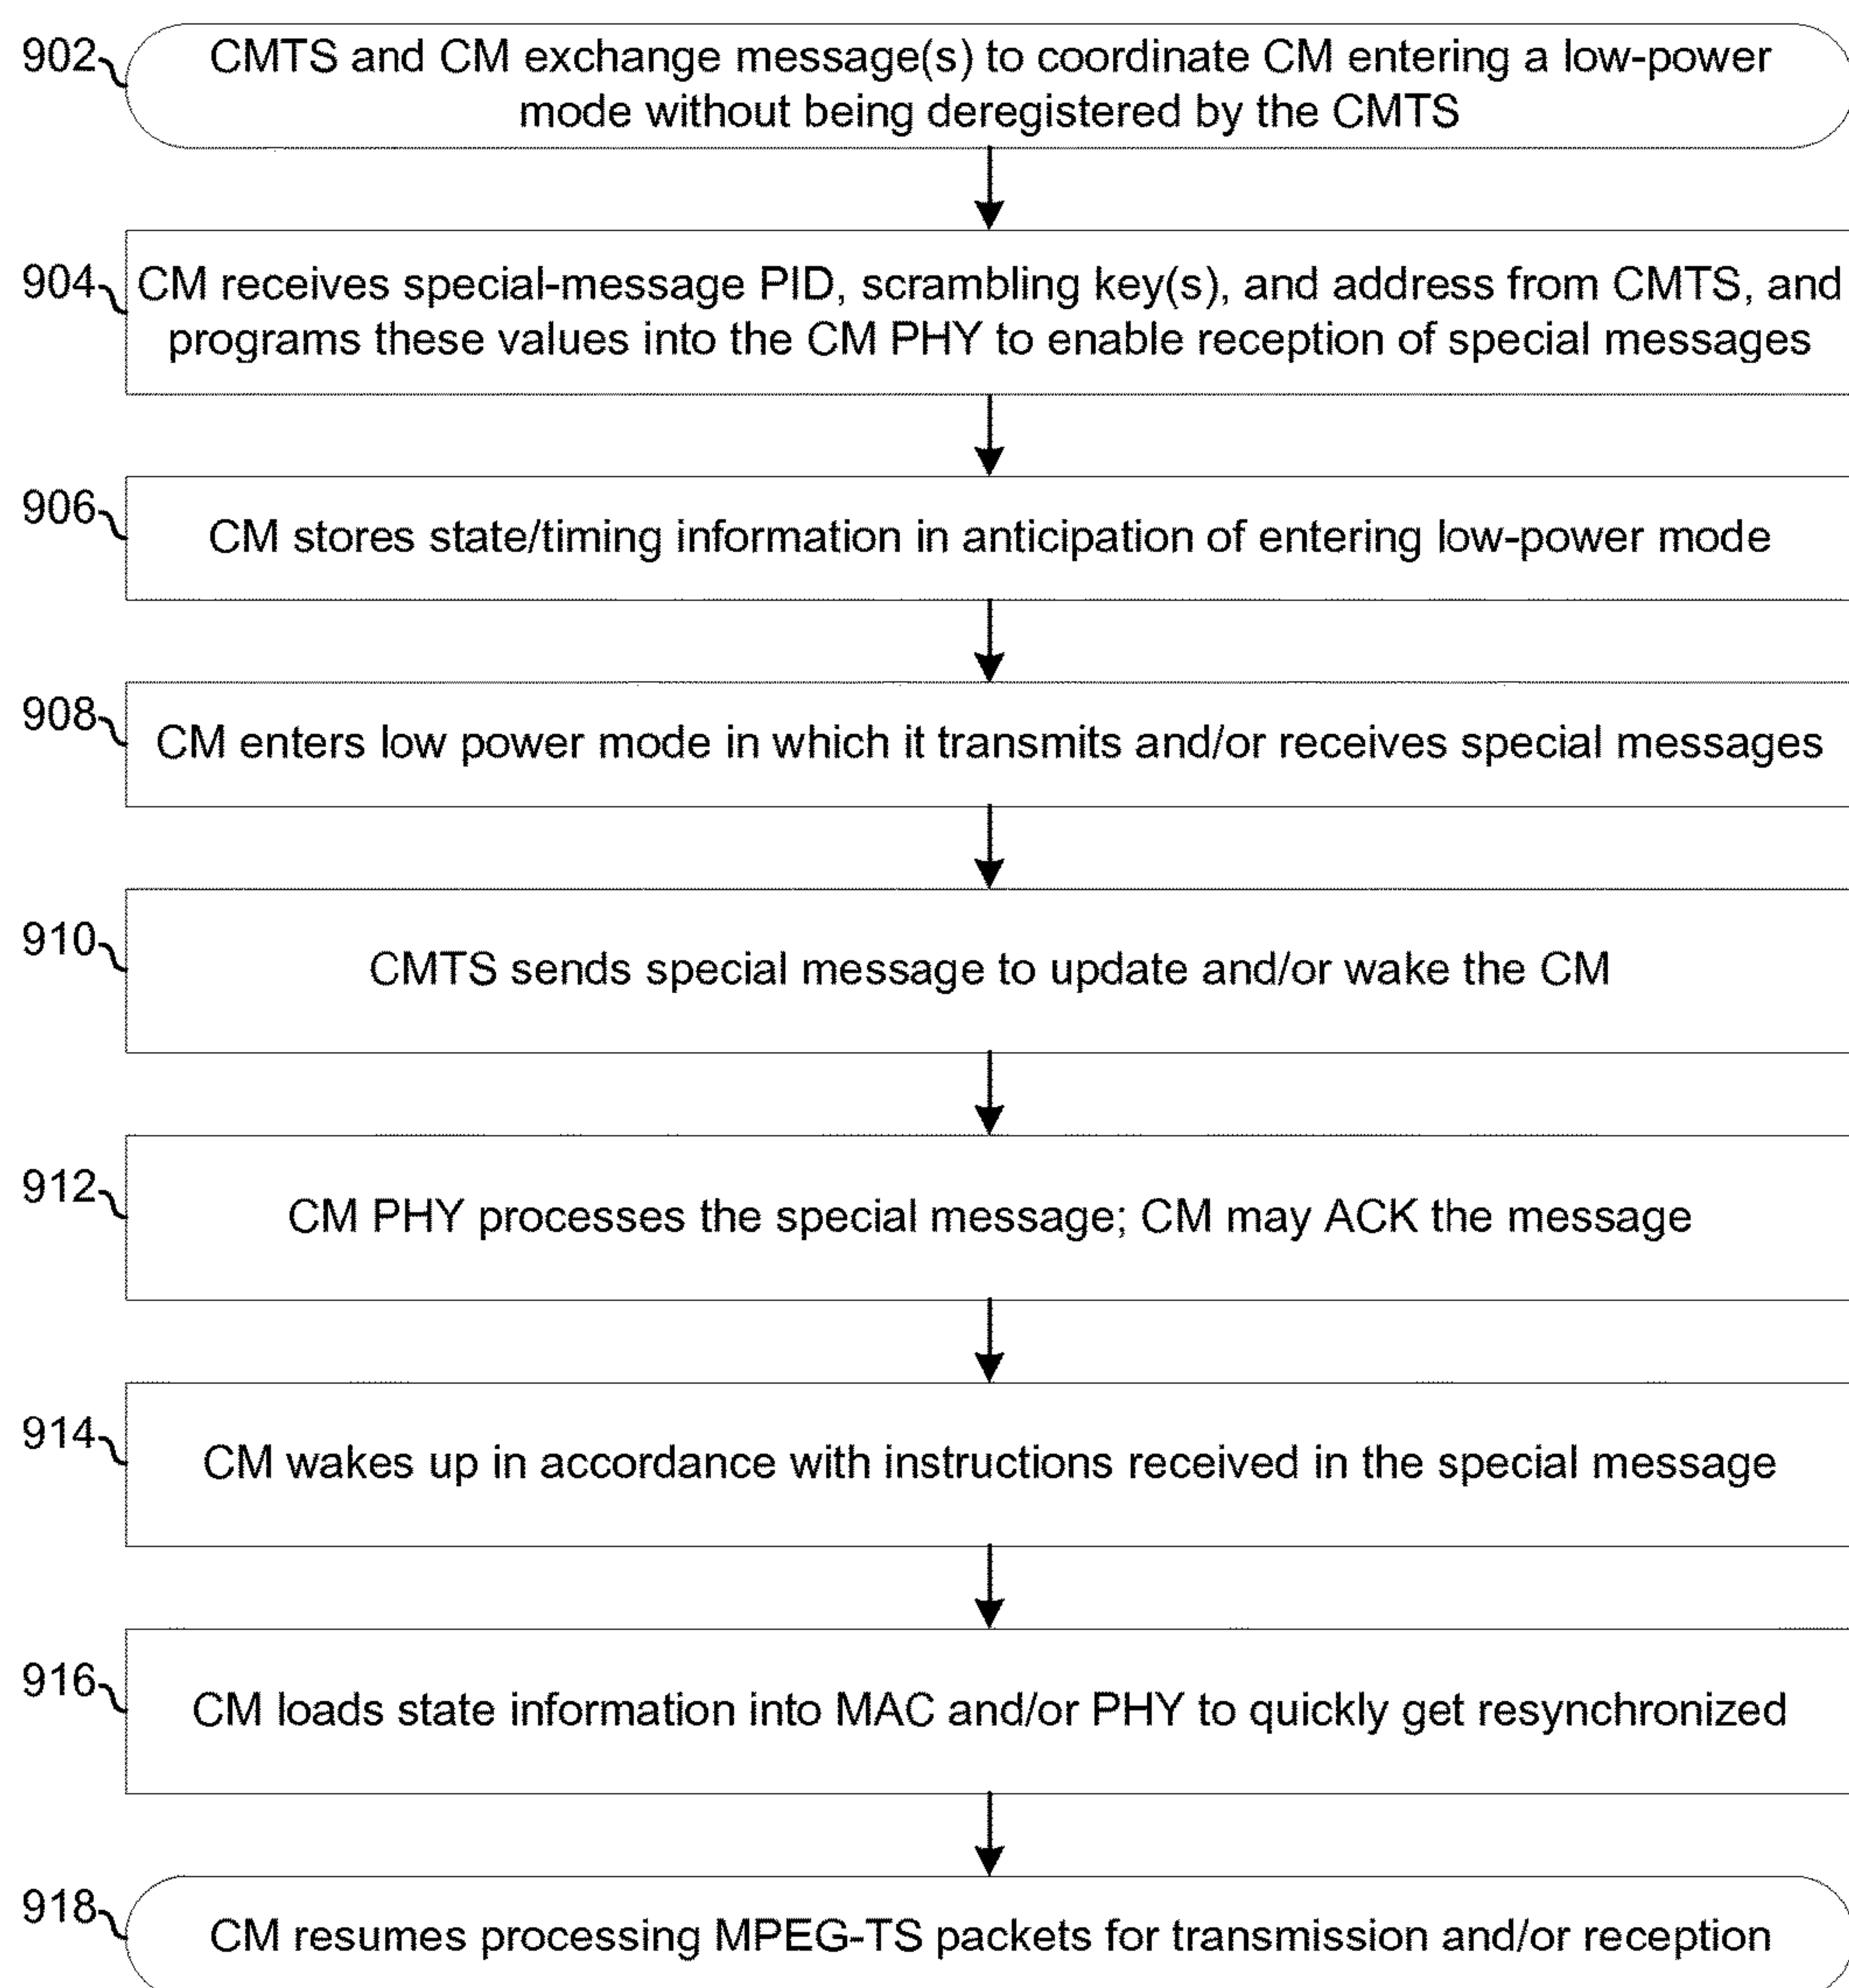 902
CMTS and CM exchange message(s) to coordinate CM entering a low-power
mode without being deregistered by the CMTS
904
CM receives special-message PID, scrambling key(s), and address from CMTS, and
programs these values into the CM PHY to enable reception of special messages
906
CM stores state/timing information in anticipation of entering low-power mode
908
CM enters low power mode in which it transmits and/or receives special messages
910
CMTS sends special message to update and/or wake the CM
912
CM PHY processes the special message; CM may ACK the message
914
CM wakes up in accordance with instructions received in the special message
916
CM loads state information into MAC and/or PHY to quickly get resynchronized
918
CM resumes processing MPEG-TS packets for transmission and/or reception